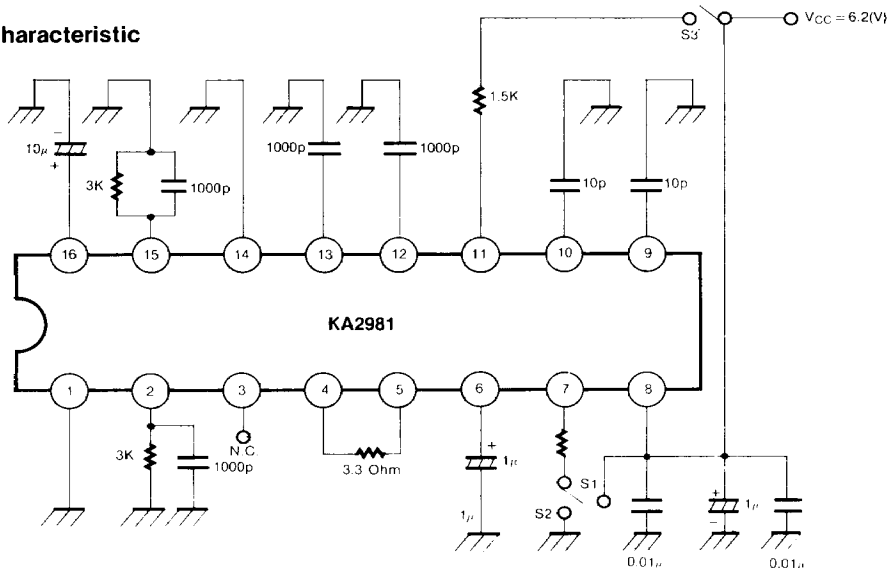 haracteristic
VCC = 6.2(V)
S3
1.5K
10μ
−
+
3K
1000p
1000p
1000p
10p
10p
16
15
14
13
12
11
10
9
KA2981
1
2
3
4
5
6
7
8
3K
1000p
N.C.
3.3 Ohm
+
1μ
1μ
S1
S2
0.01μ
+
1μ
−
0.01μ